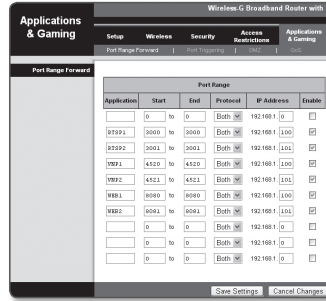 Wireless-G Broadband Router with
Applications & Gaming
Setup Wireless Security Access Restrictions Applications & Gaming
Port Range Forward | Port Triggering | DMZ | QoS
Port Range Forward
Port Range
Application Start End Protocol IP Address Enable
0 to 0 Both 192.168.1. 0
RTSP1 3000 to 3000 Both 192.168.1. 100
RTSP2 3001 to 3001 Both 192.168.1. 101
VNP1 4520 to 4520 Both 192.168.1. 100
VNP2 4521 to 4521 Both 192.168.1. 101
WEB1 8080 to 8080 Both 192.168.1. 100
WEB2 8081 to 8081 Both 192.168.1. 101
0 to 0 Both 192.168.1. 0
0 to 0 Both 192.168.1. 0
0 to 0 Both 192.168.1. 0
Save Settings Cancel Changes